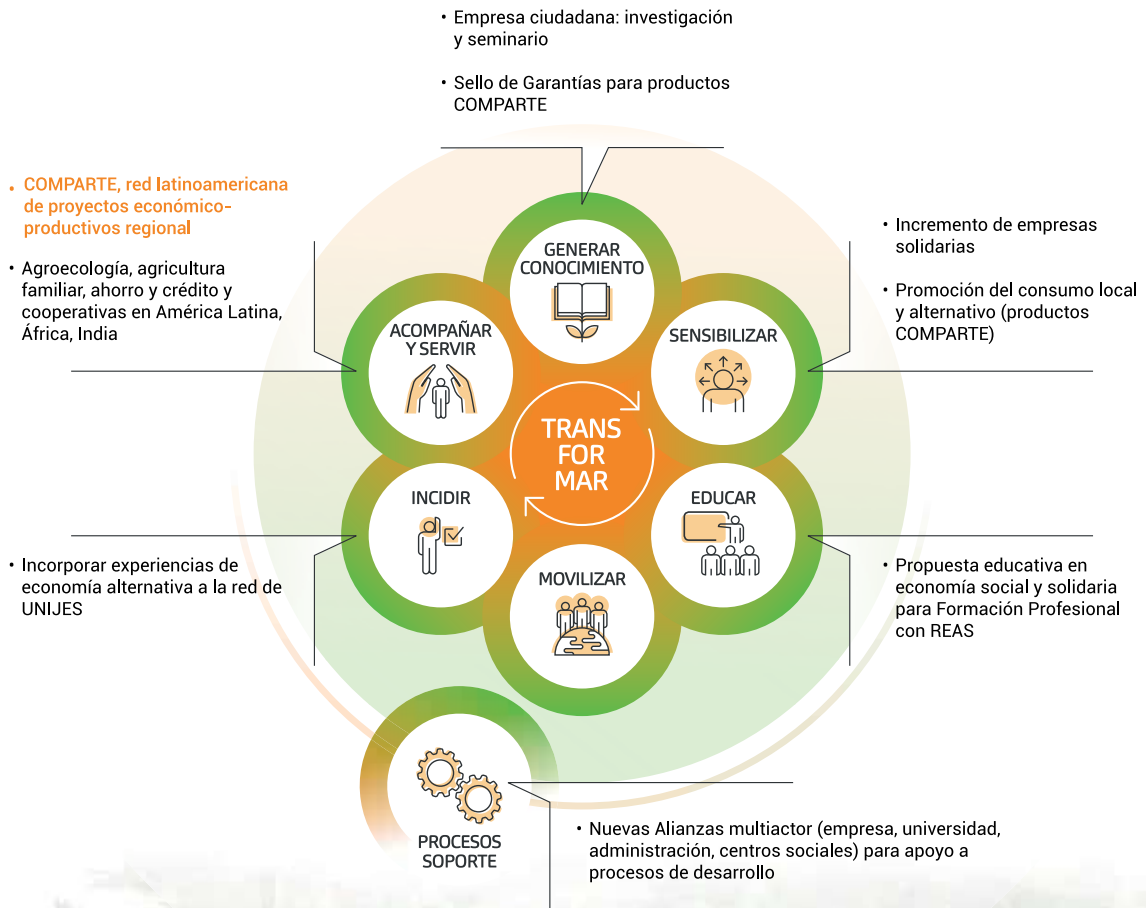 • Empresa ciudadana: investigación
y seminario
• Sello de Garantías para productos
COMPARTE
• COMPARTE, red latinoamericana
de proyectos económico-
productivos regional
• Agroecología, agricultura
familiar, ahorro y crédito y
cooperativas en América Latina,
África, India
• Incremento de empresas
solidarias
• Promoción del consumo local
y alternativo (productos
COMPARTE)
GENERAR
CONOCIMIENTO
ACOMPAÑAR
Y SERVIR
SENSIBILIZAR
TRANS
FOR
MAR
INCIDIR
EDUCAR
MOVILIZAR
• Incorporar experiencias de
economía alternativa a la red de
UNIJES
• Propuesta educativa en
economía social y solidaria
para Formación Profesional
con REAS
PROCESOS
SOPORTE
• Nuevas Alianzas multiactor (empresa, universidad,
administración, centros sociales) para apoyo a
procesos de desarrollo